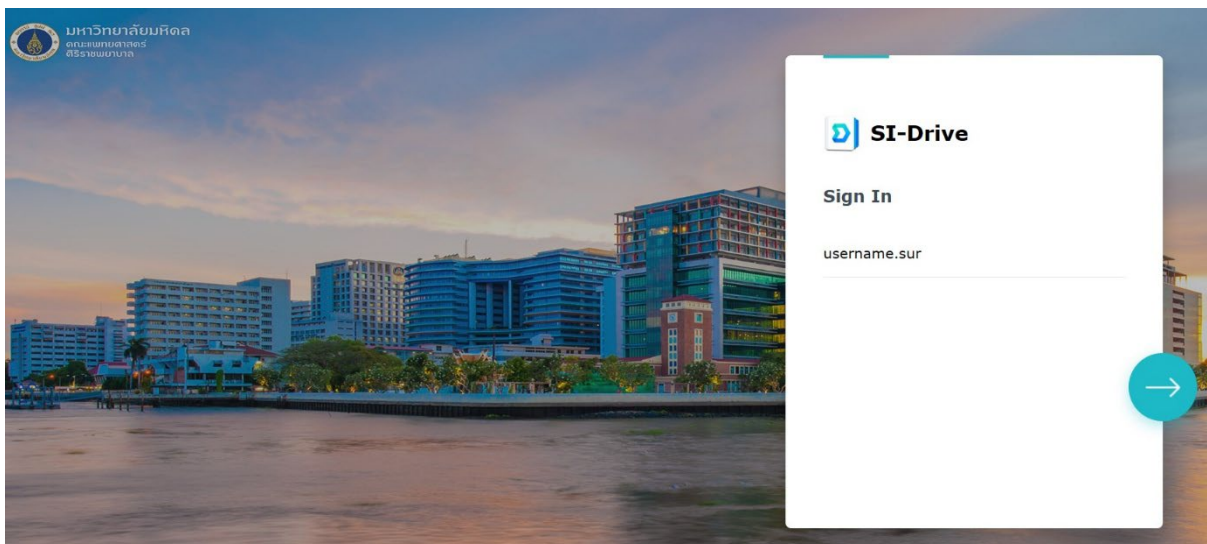 มหาวิทยาลัยมหิดล
คณะแพทยศาสตร์
ศิริราชพยาบาล
SI-Drive
Sign In
username.sur